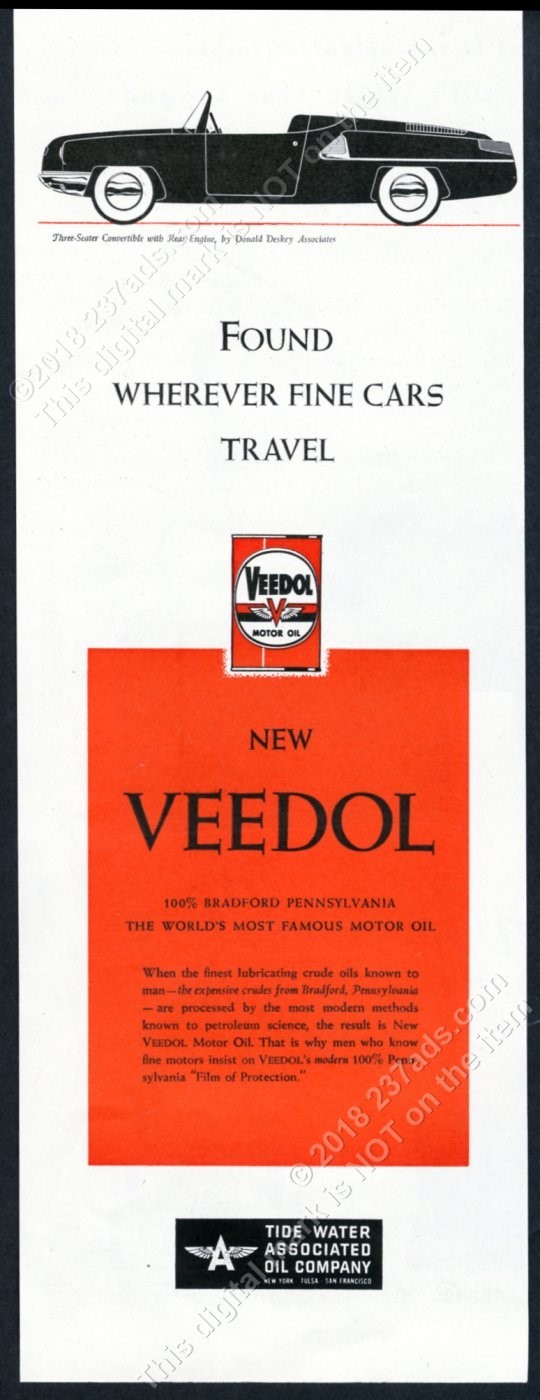 Three-Seater Convertible with Rear Engine, by Donald Deskey Associates
FOUND
WHEREVER FINE CARS
TRAVEL
VEEDOL
V
MOTOR OIL
NEW
VEEDOL
100% BRADFORD PENNSYLVANIA
THE WORLD'S MOST FAMOUS MOTOR OIL
When the finest lubricating crude oils known to
man—the expensive crudes from Bradford, Pennsylvania
—are processed by the most modern methods
known to petroleum science, the result is New
VEEDOL Motor Oil. That is why men who know
fine motors insist on VEEDOL's modern 100% Penn-
sylvania "Film of Protection."
A
TIDE WATER
ASSOCIATED
OIL COMPANY
NEW YORK TULSA SAN FRANCISCO
©2018 237ads.com
This digital mark is NOT on the item
©2018 237ads.com
This digital mark is NOT on the item